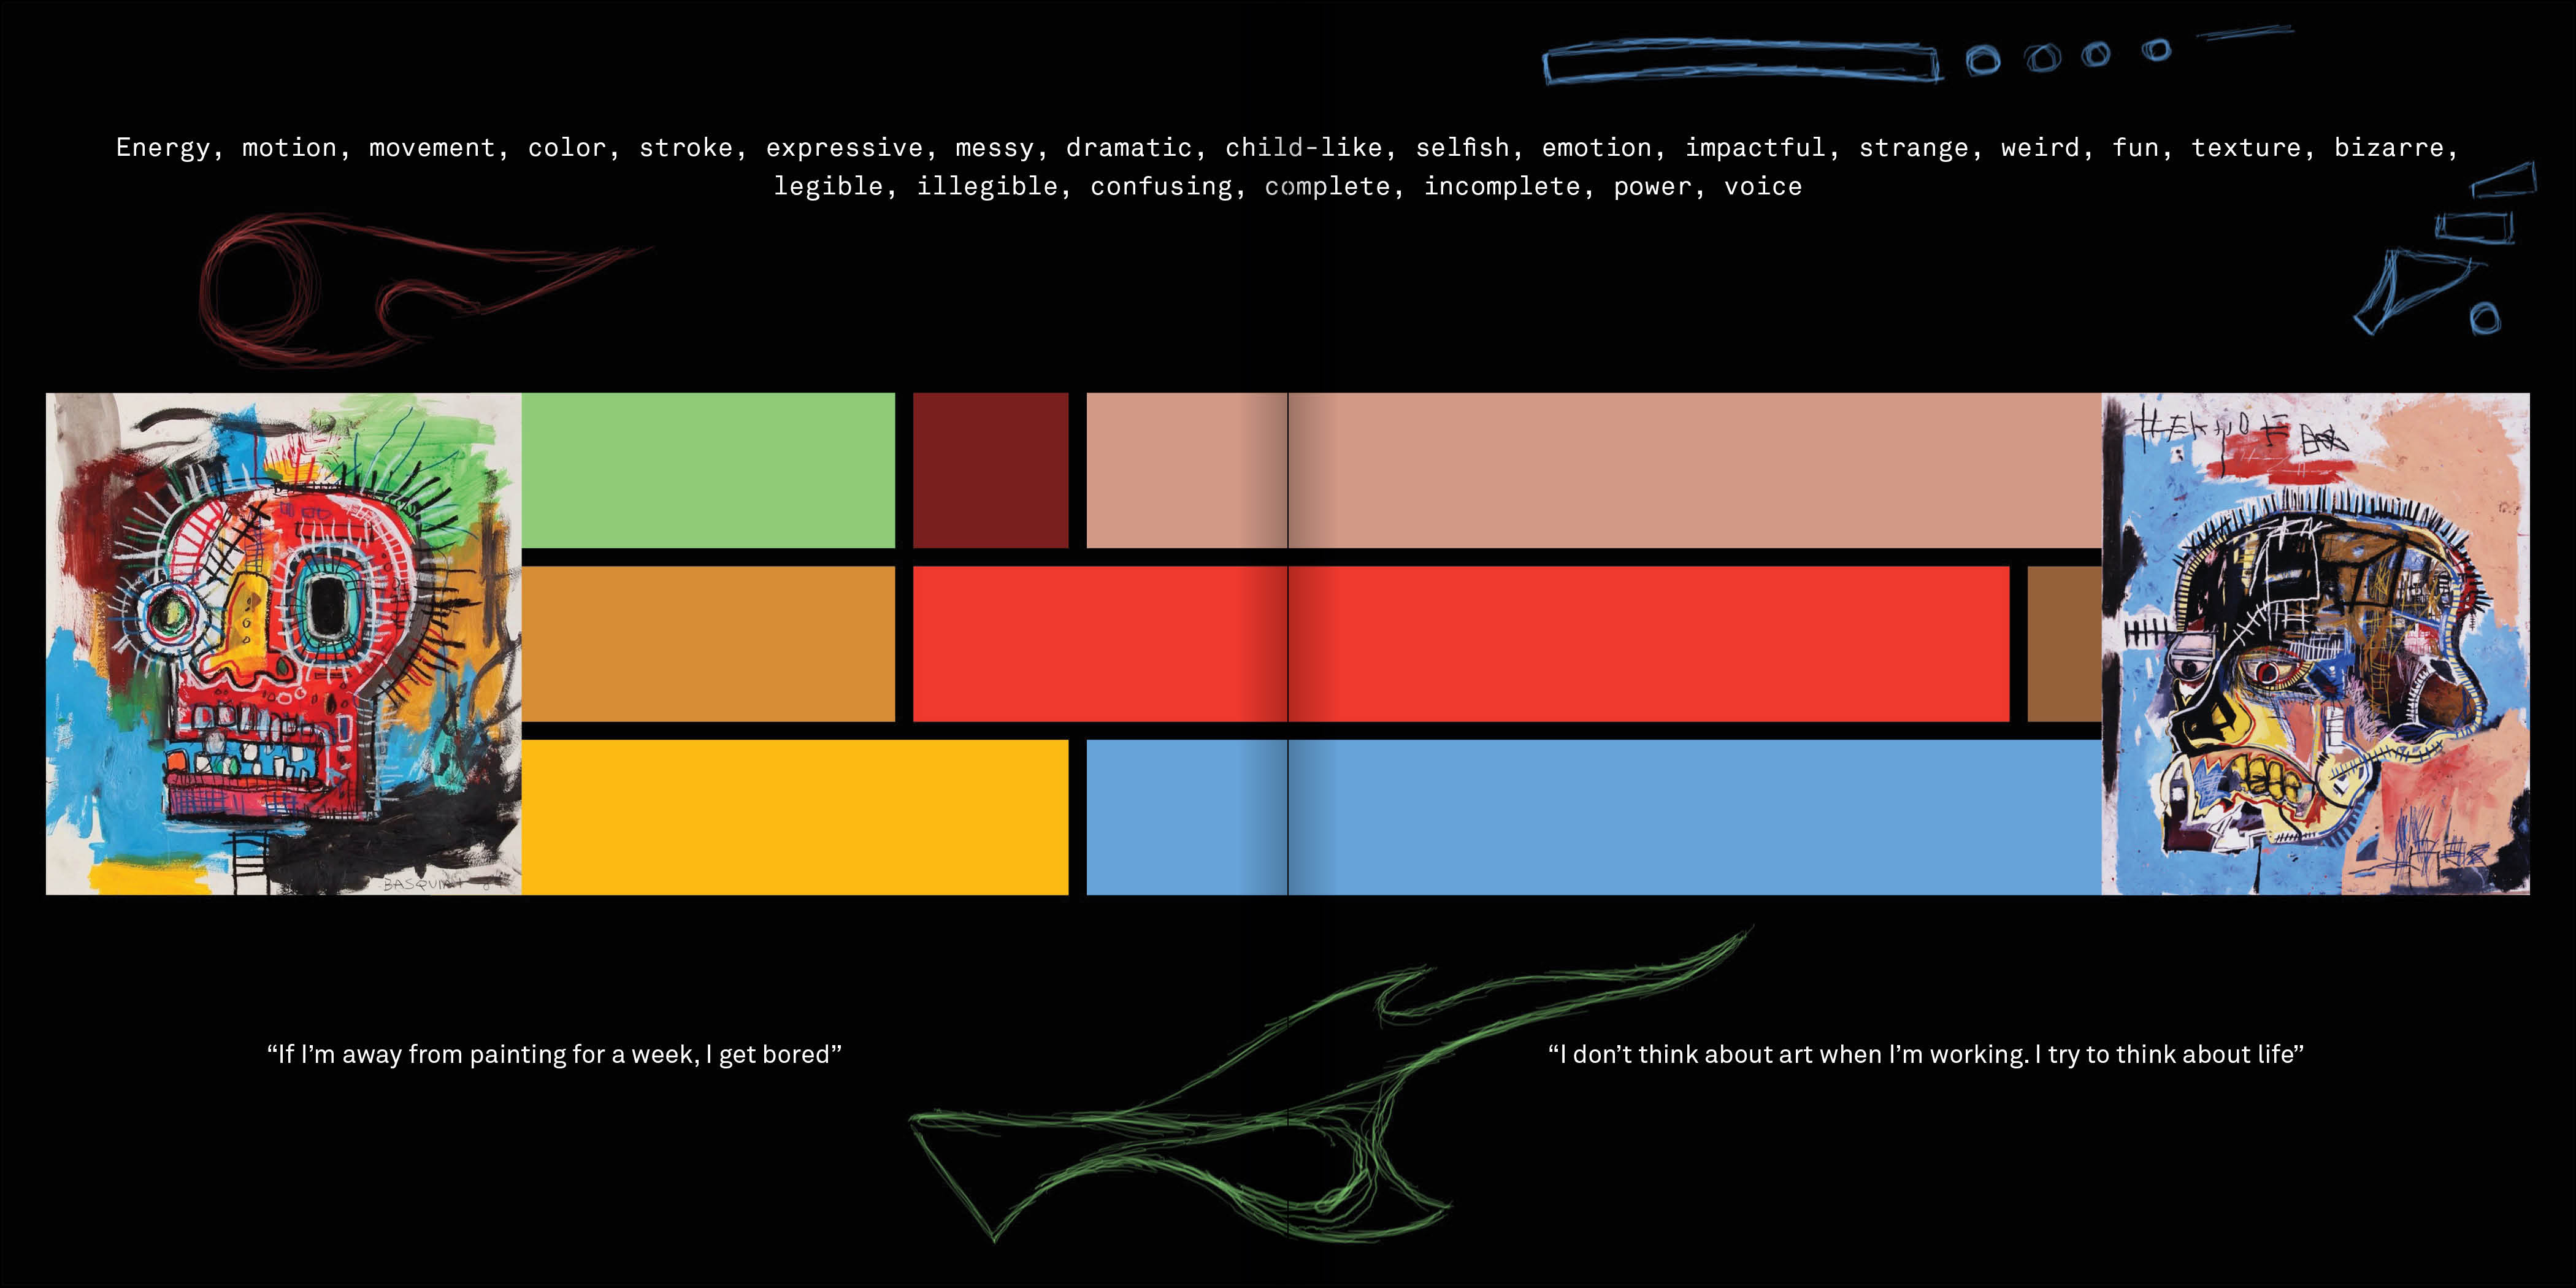 Energy, motion, movement, color, stroke, expressive, messy, dramatic, child-like, selfish, emotion, impactful, strange, weird, fun, texture, bizarre,
legible, illegible, confusing, complete, incomplete, power, voice
BASQUIAT
“If I’m away from painting for a week, I get bored”
“I don’t think about art when I’m working. I try to think about life”